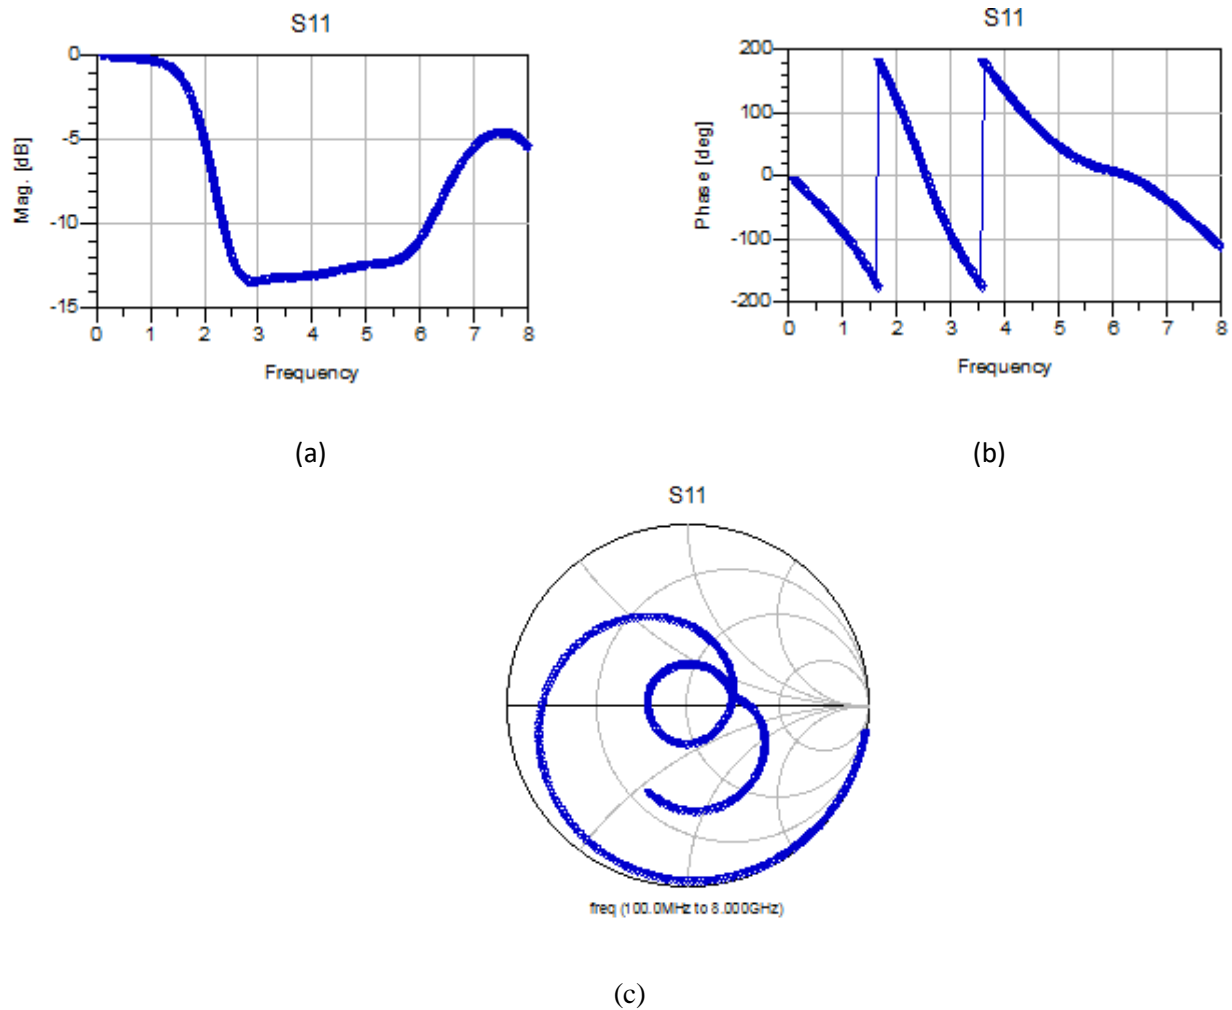 S11
0
-5
-10
-15
Mag. [dB]
0 1 2 3 4 5 6 7 8
Frequency
(a)
S11
200
100
0
-100
-200
Phase [deg]
0 1 2 3 4 5 6 7 8
Frequency
(b)
S11
freq (100.0MHz to 8.000GHz)
(c)